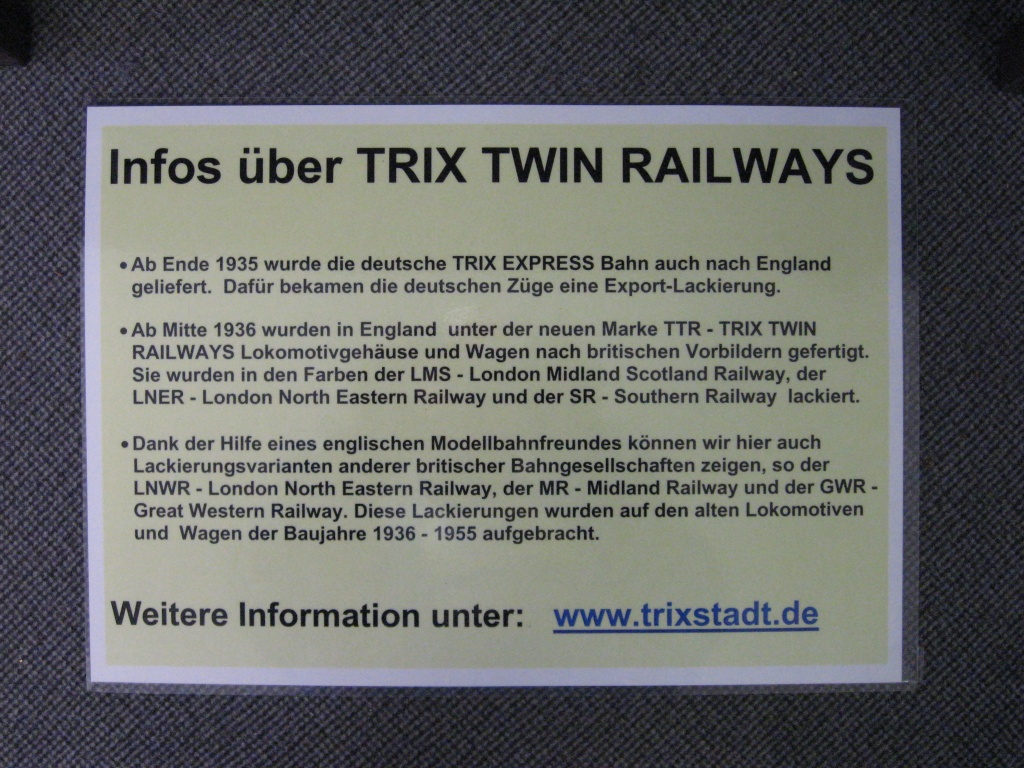 Infos über TRIX TWIN RAILWAYS
• Ab Ende 1935 wurde die deutsche TRIX EXPRESS Bahn auch nach England
geliefert. Dafür bekamen die deutschen Züge eine Export-Lackierung.
• Ab Mitte 1936 wurden in England unter der neuen Marke TTR - TRIX TWIN
RAILWAYS Lokomotivgehäuse und Wagen nach britischen Vorbildern gefertigt.
Sie wurden in den Farben der LMS - London Midland Scotland Railway, der
LNER - London North Eastern Railway und der SR - Southern Railway lackiert.
• Dank der Hilfe eines englischen Modellbahnfreundes können wir hier auch
Lackierungsvarianten anderer britischer Bahngesellschaften zeigen, so der
LNWR - London North Eastern Railway, der MR - Midland Railway und der GWR -
Great Western Railway. Diese Lackierungen wurden auf den alten Lokomotiven
und Wagen der Baujahre 1936 - 1955 aufgebracht.
Weitere Information unter: www.trixstadt.de